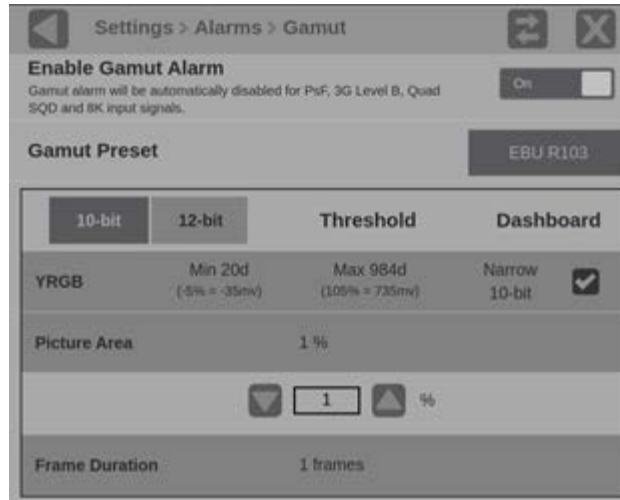 Settings > Alarms > Gamut
Enable Gamut Alarm
Gamut alarm will be automatically disabled for PsF, 3G Level B, Quad
SQD and 8K input signals.
On
Gamut Preset
EBU R103
10-bit 12-bit Threshold Dashboard
YRGB Min 20d Max 984d Narrow
(-5% = -35mv) (105% = 735mv) 10-bit
Picture Area 1 %
1 %
Frame Duration 1 frames